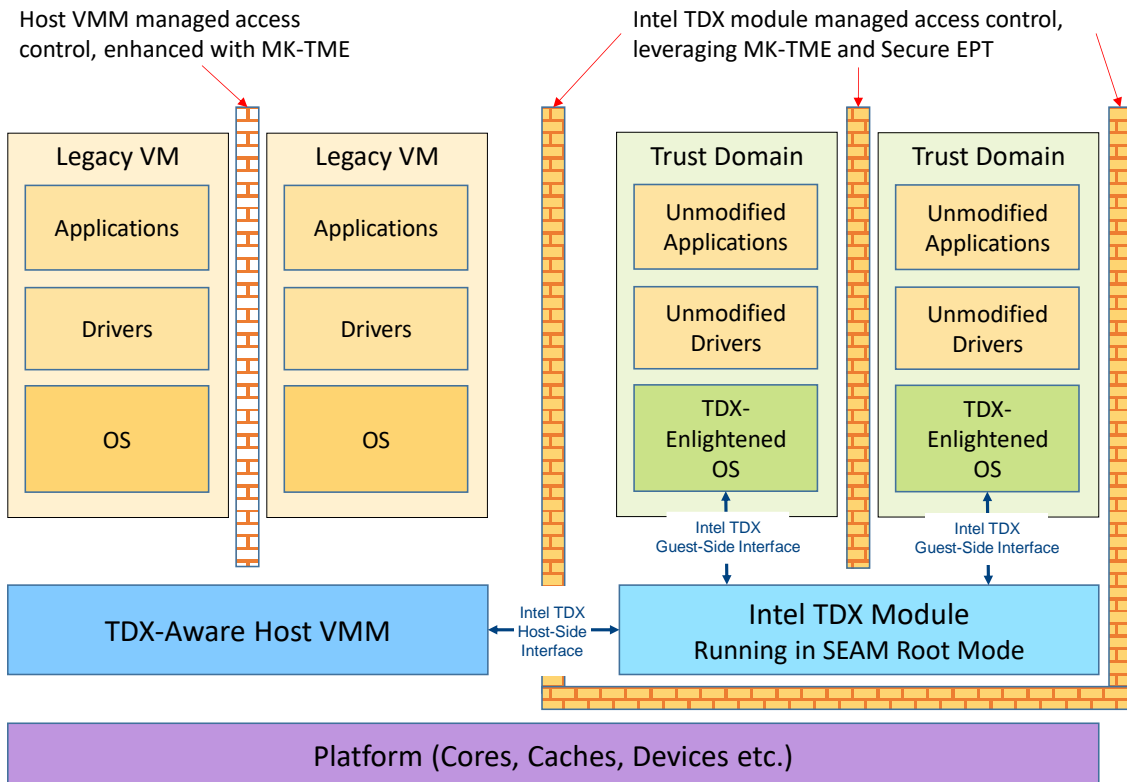 Host VMM managed access
control, enhanced with MK-TME
Intel TDX module managed access control,
leveraging MK-TME and Secure EPT
Legacy VM
Applications
Drivers
OS
Legacy VM
Applications
Drivers
OS
Trust Domain
Unmodified
Applications
Unmodified
Drivers
TDX-
Enlightened
OS
Trust Domain
Unmodified
Applications
Unmodified
Drivers
TDX-
Enlightened
OS
Intel TDX
Guest-Side Interface
Intel TDX
Guest-Side Interface
TDX-Aware Host VMM
Intel TDX
Host-Side
Interface
Intel TDX Module
Running in SEAM Root Mode
Platform (Cores, Caches, Devices etc.)